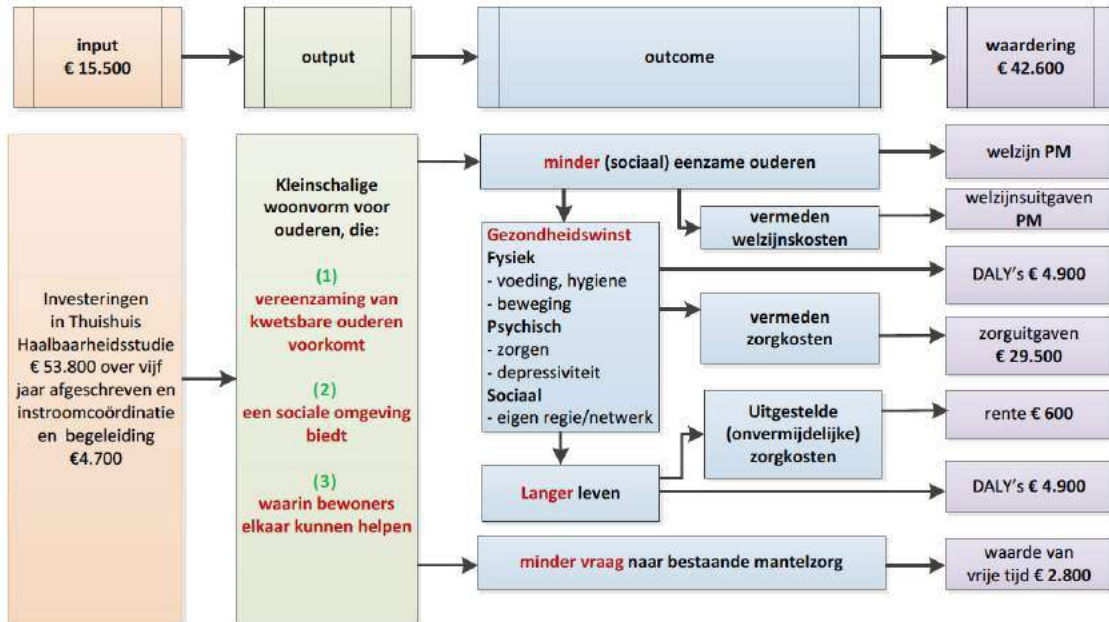 input
€ 15.500
output
outcome
waardering
€ 42.600
Investeringen
in Thuishuis
Haalbaarheidsstudie
€ 53.800 over vijf
jaar afgeschreven en
instroomcoördinatie
en begeleiding
€4.700
Kleinschalige
woonvorm voor
ouderen, die:
(1)
vereenzaming van
kwetsbare ouderen
voorkomt
(2)
een sociale omgeving
biedt
(3)
waarin bewoners
elkaar kunnen helpen
minder (sociaal) eenzame ouderen
vermeden
welzijnskosten
Gezondheidswinst
Fysiek
- voeding, hygiene
- beweging
Psychisch
- zorgen
- depressiviteit
Sociaal
- eigen regie/netwerk
vermeden
zorgkosten
Uitgestelde
(onvermijdelijke)
zorgkosten
Langer leven
minder vraag naar bestaande mantelzorg
welzijn PM
welzijnsuitgaven
PM
DALY's € 4.900
zorguitgaven
€ 29.500
rente € 600
DALY's € 4.900
waarde van
vrije tijd € 2.800